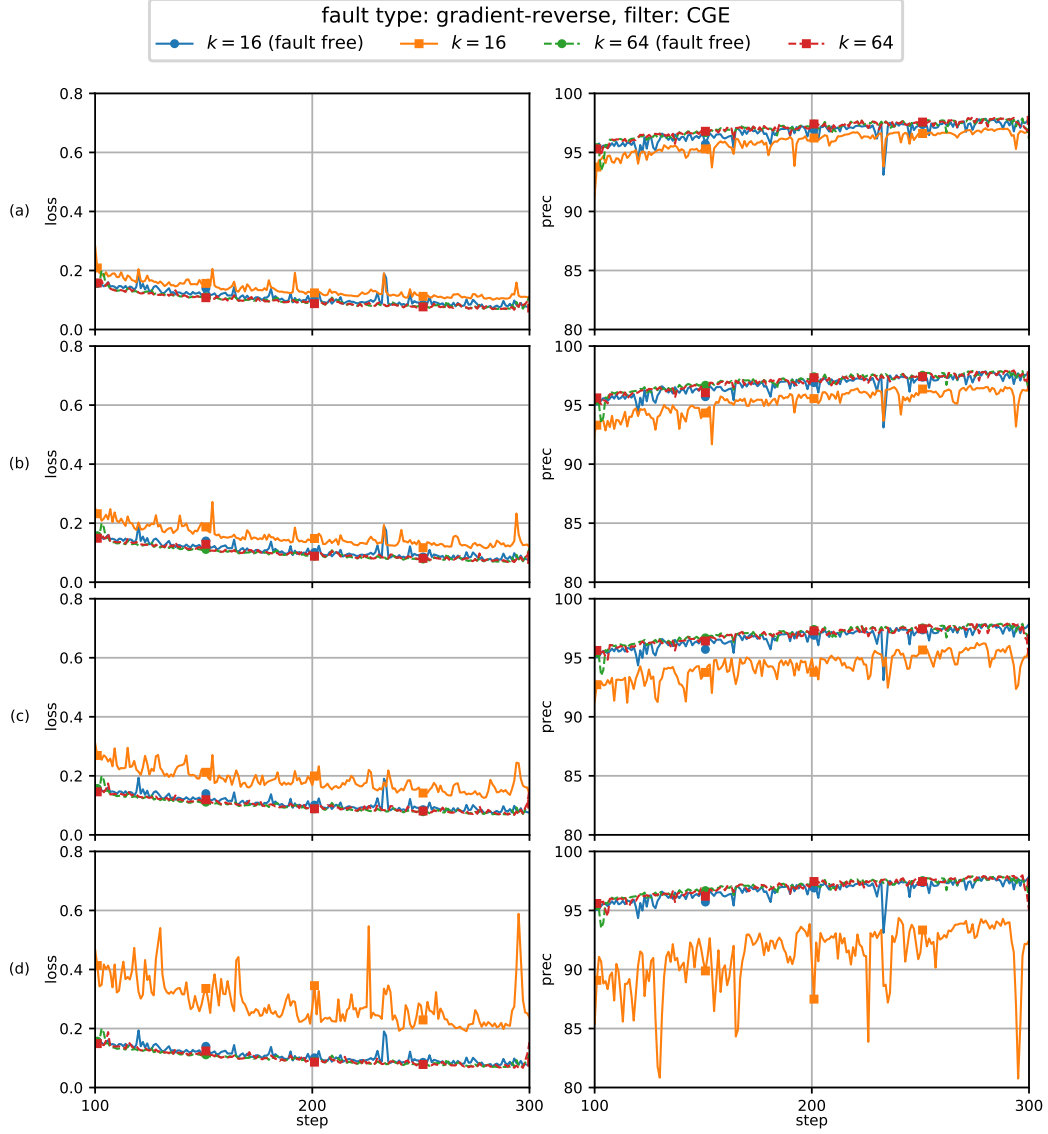 fault type: gradient-reverse, filter: CGE
k = 16 (fault free) k = 16 k = 64 (fault free) k = 64
(a)
loss
0.8
0.6
0.4
0.2
0.0
prec
100
95
90
85
80
(b)
loss
0.8
0.6
0.4
0.2
0.0
prec
100
95
90
85
80
(c)
loss
0.8
0.6
0.4
0.2
0.0
prec
100
95
90
85
80
(d)
loss
0.8
0.6
0.4
0.2
0.0
100 200 300
step
prec
100
95
90
85
80
100 200 300
step